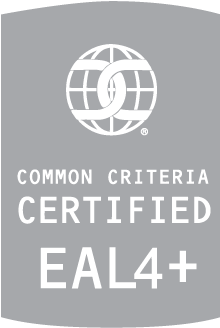 ®
COMMON CRITERIA
CERTIFIED
EAL4+